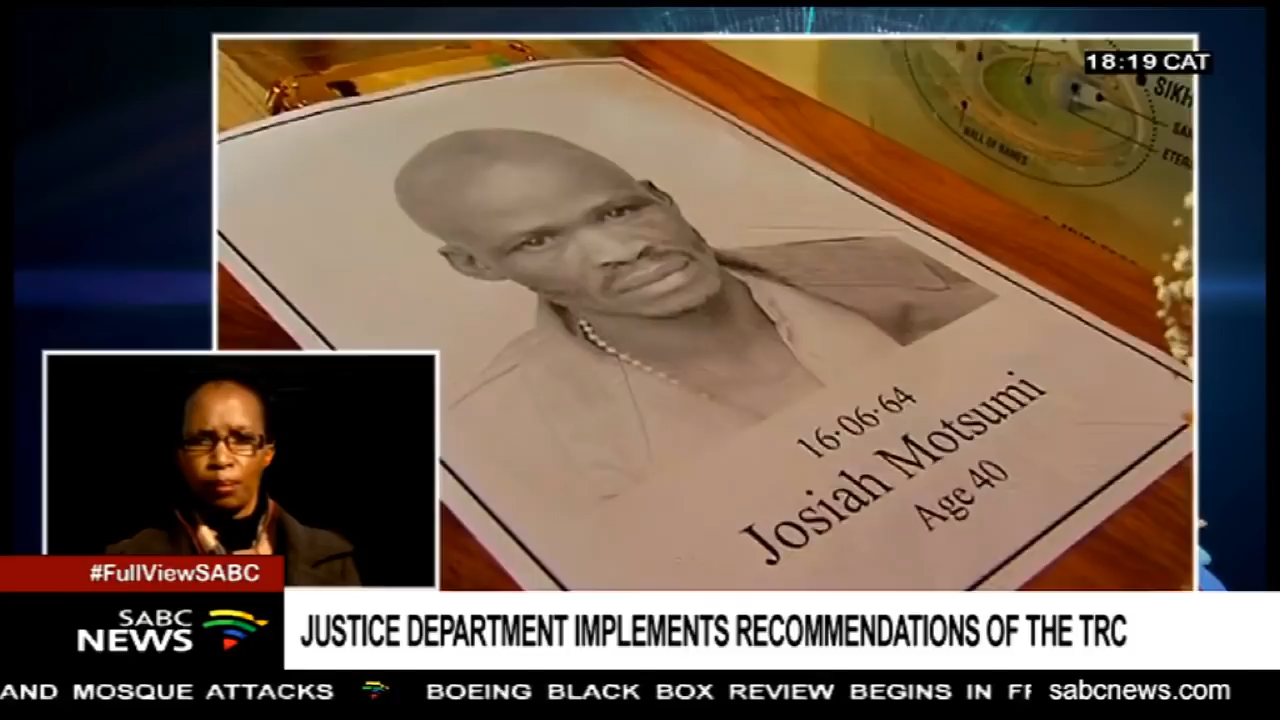 18:19 CAT
SIKH
WALL OF NAMES
16·06·64
Josiah Motsumi
Age 40
#FullViewSABC
SABC
NEWS
JUSTICE DEPARTMENT IMPLEMENTS RECOMMENDATIONS OF THE TRC
AND MOSQUE ATTACKS BOEING BLACK BOX REVIEW BEGINS IN FR sabcnews.com